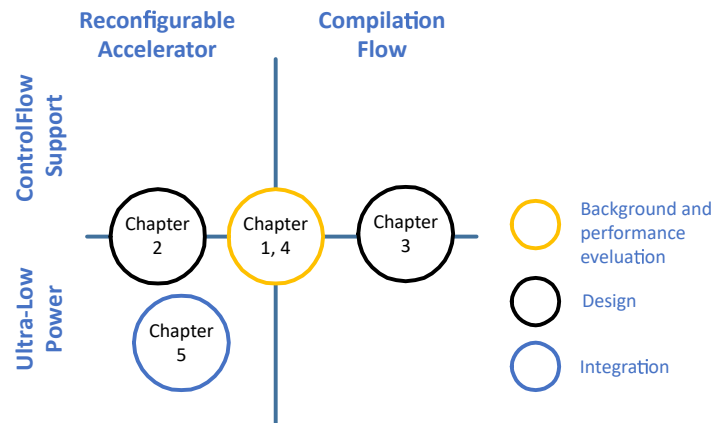 Reconfigurable
Accelerator
Compilation
Flow
ControlFlow
Support
Ultra-Low
Power
Chapter
2
Chapter
1, 4
Chapter
3
Chapter
5
Background and
performance
eveluation
Design
Integration